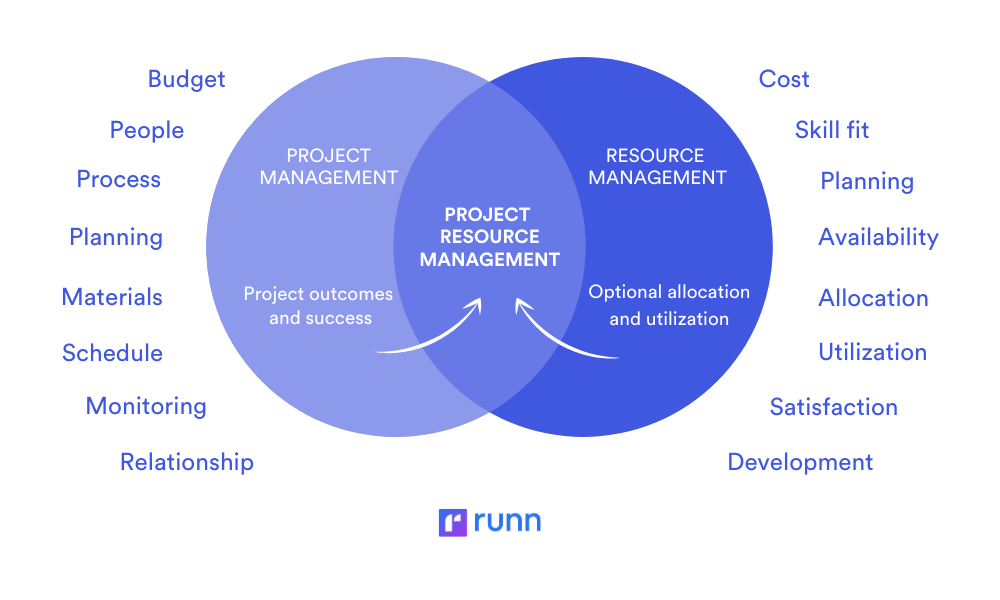 Budget
People
Process
Planning
Materials
Schedule
Monitoring
Relationship
PROJECT
MANAGEMENT
Project outcomes
and success
PROJECT
RESOURCE
MANAGEMENT
RESOURCE
MANAGEMENT
Optional allocation
and utilization
Cost
Skill fit
Planning
Availability
Allocation
Utilization
Satisfaction
Development
runn